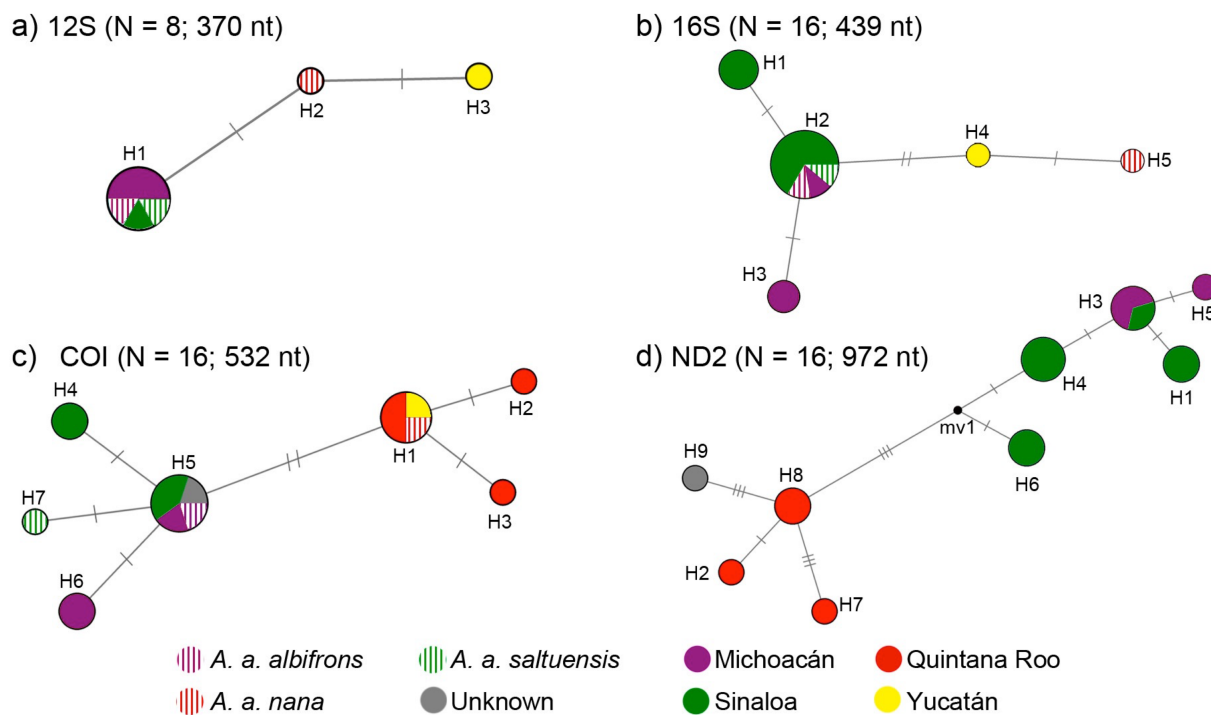 a) 12S (N = 8; 370 nt)
H1
H2
H3
b) 16S (N = 16; 439 nt)
H1
H2
H3
H4
H5
c) COI (N = 16; 532 nt)
H4
H5
H7
H6
H1
H2
H3
d) ND2 (N = 16; 972 nt)
H3
H5
H4
H1
mv1
H6
H9
H8
H2
H7
A. a. albifrons
A. a. saltuensis
Michoacán
Quintana Roo
A. a. nana
Unknown
Sinaloa
Yucatán